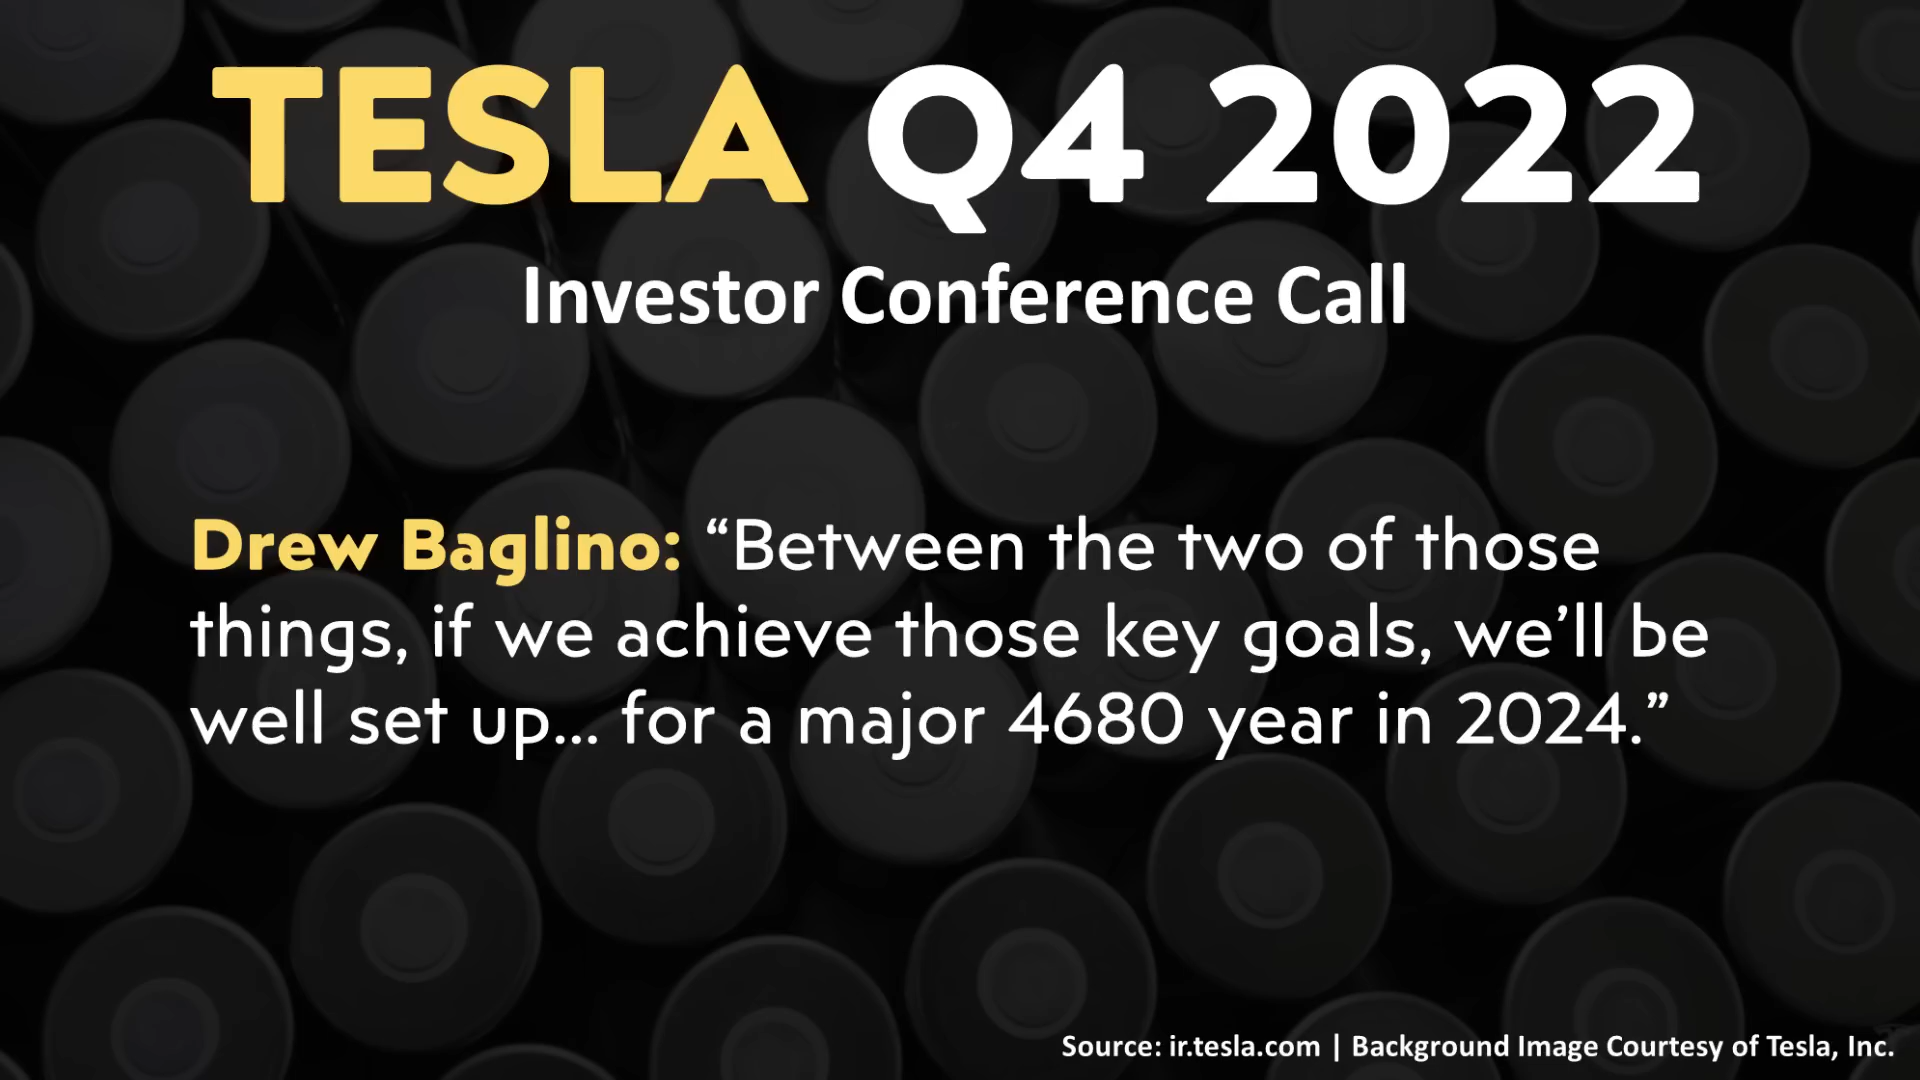 TESLA Q4 2022
Investor Conference Call
Drew Baglino: “Between the two of those
things, if we achieve those key goals, we’ll be
well set up... for a major 4680 year in 2024.”
Source: ir.tesla.com | Background Image Courtesy of Tesla, Inc.